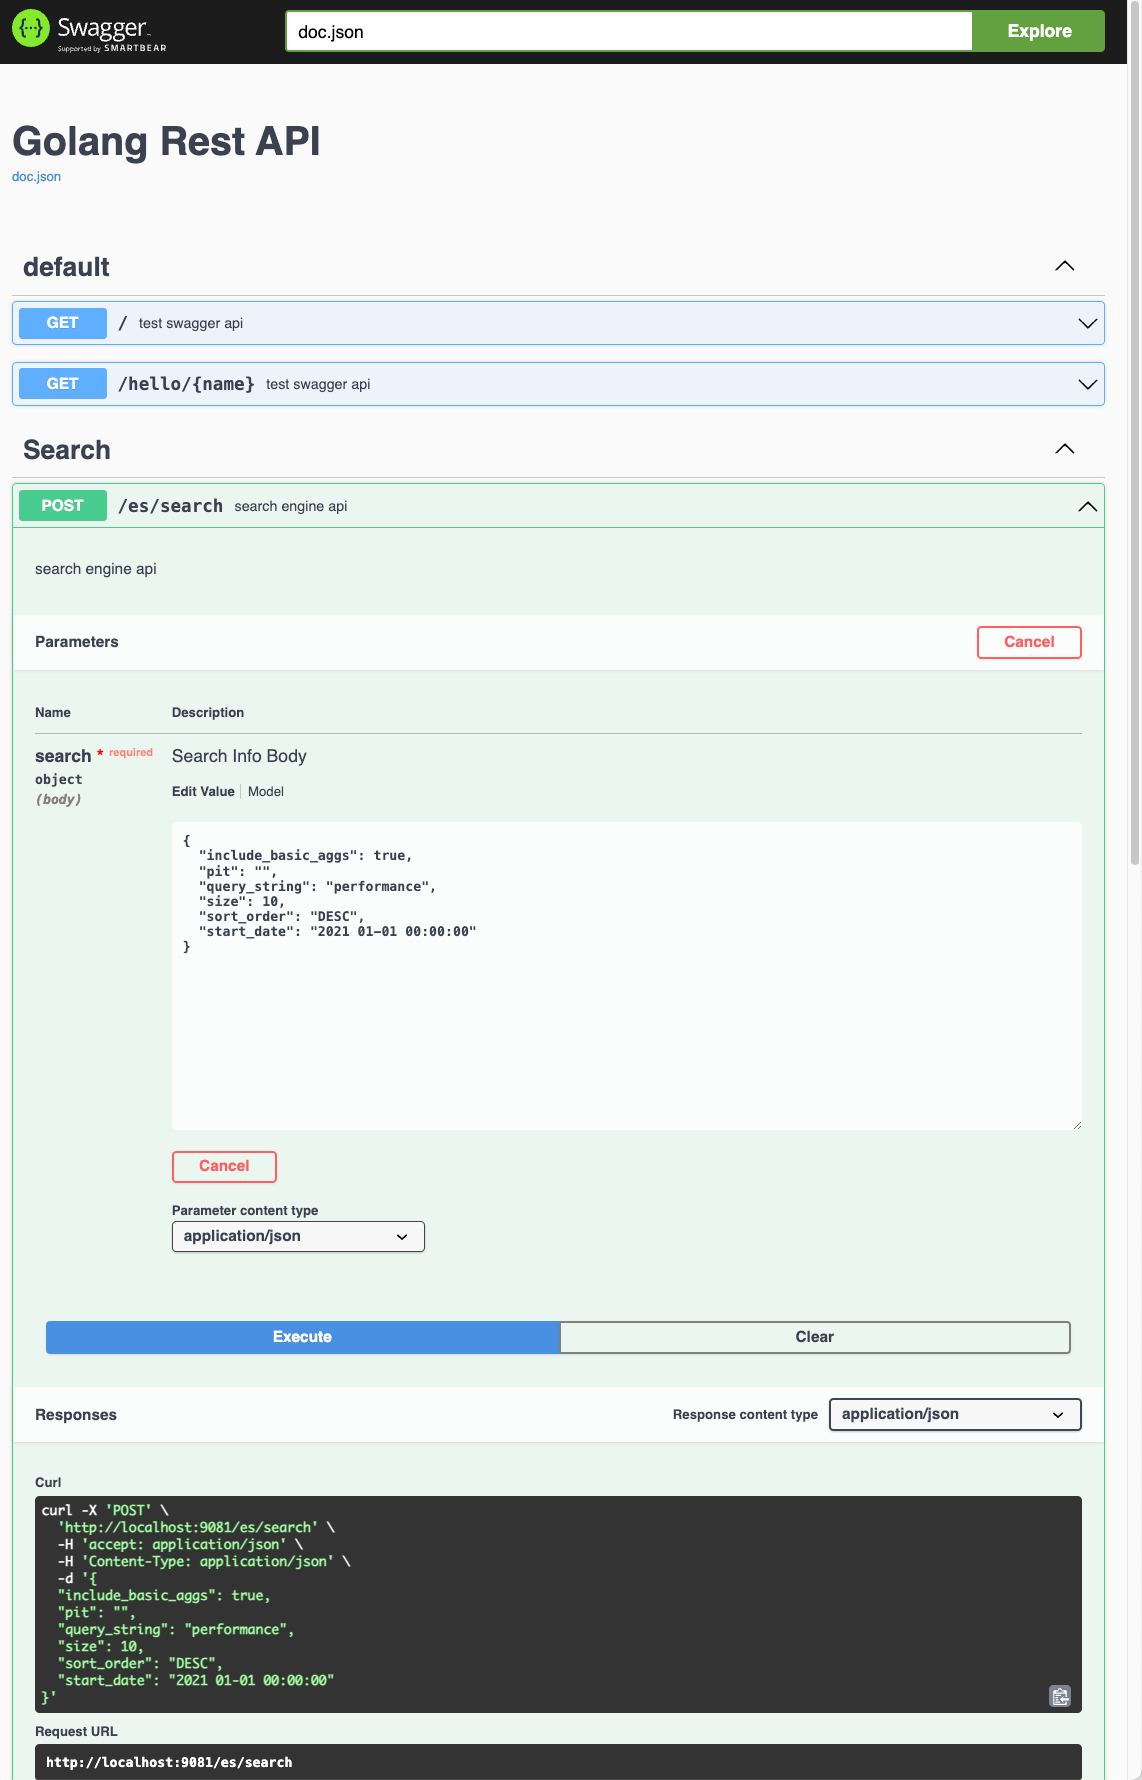 Swagger
Supported by SMARTBEAR
doc.json
Explore
Golang Rest API
doc.json
default
GET / test swagger api
GET /hello/{name} test swagger api
Search
POST /es/search search engine api
search engine api
Parameters
Cancel
Name Description
search * required
object
(body)
Search Info Body
Edit Value Model
{
  "include_basic_aggs": true,
  "pit": "",
  "query_string": "performance",
  "size": 10,
  "sort_order": "DESC",
  "start_date": "2021 01-01 00:00:00"
}
Cancel
Parameter content type
application/json
Execute
Clear
Responses
Response content type
application/json
Curl
curl -X 'POST' \
  'http://localhost:9081/es/search' \
  -H 'accept: application/json' \
  -H 'Content-Type: application/json' \
  -d '{
  "include_basic_aggs": true,
  "pit": "",
  "query_string": "performance",
  "size": 10,
  "sort_order": "DESC",
  "start_date": "2021 01-01 00:00:00"
}'
Request URL
http://localhost:9081/es/search